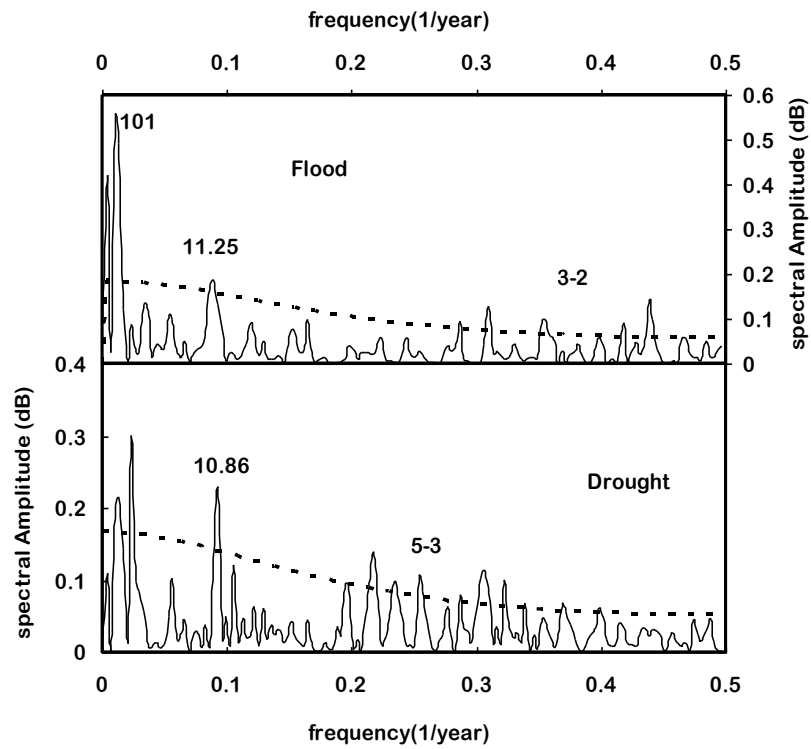 frequency(1/year)
0 0.1 0.2 0.3 0.4 0.5
0.6
101
Flood
0.5
0.4
11.25
0.3
3-2
0.2
0.1
0
spectral Amplitude (dB)
0.4
0.3
10.86
Drought
0.2
5-3
0.1
0
spectral Amplitude (dB)
0 0.1 0.2 0.3 0.4 0.5
frequency(1/year)